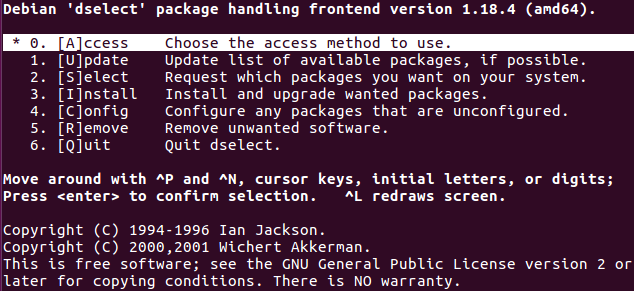 Debian 'dselect' package handling frontend version 1.18.4 (amd64).
* 0. [A]ccess Choose the access method to use.
1. [U]pdate Update list of available packages, if possible.
2. [S]elect Request which packages you want on your system.
3. [I]nstall Install and upgrade wanted packages.
4. [C]onfig Configure any packages that are unconfigured.
5. [R]emove Remove unwanted software.
6. [Q]uit Quit dselect.
Move around with ^P and ^N, cursor keys, initial letters, or digits;
Press <enter> to confirm selection. ^L redraws screen.
Copyright (C) 1994-1996 Ian Jackson.
Copyright (C) 2000,2001 Wichert Akkerman.
This is free software; see the GNU General Public License version 2 or
later for copying conditions. There is NO warranty.